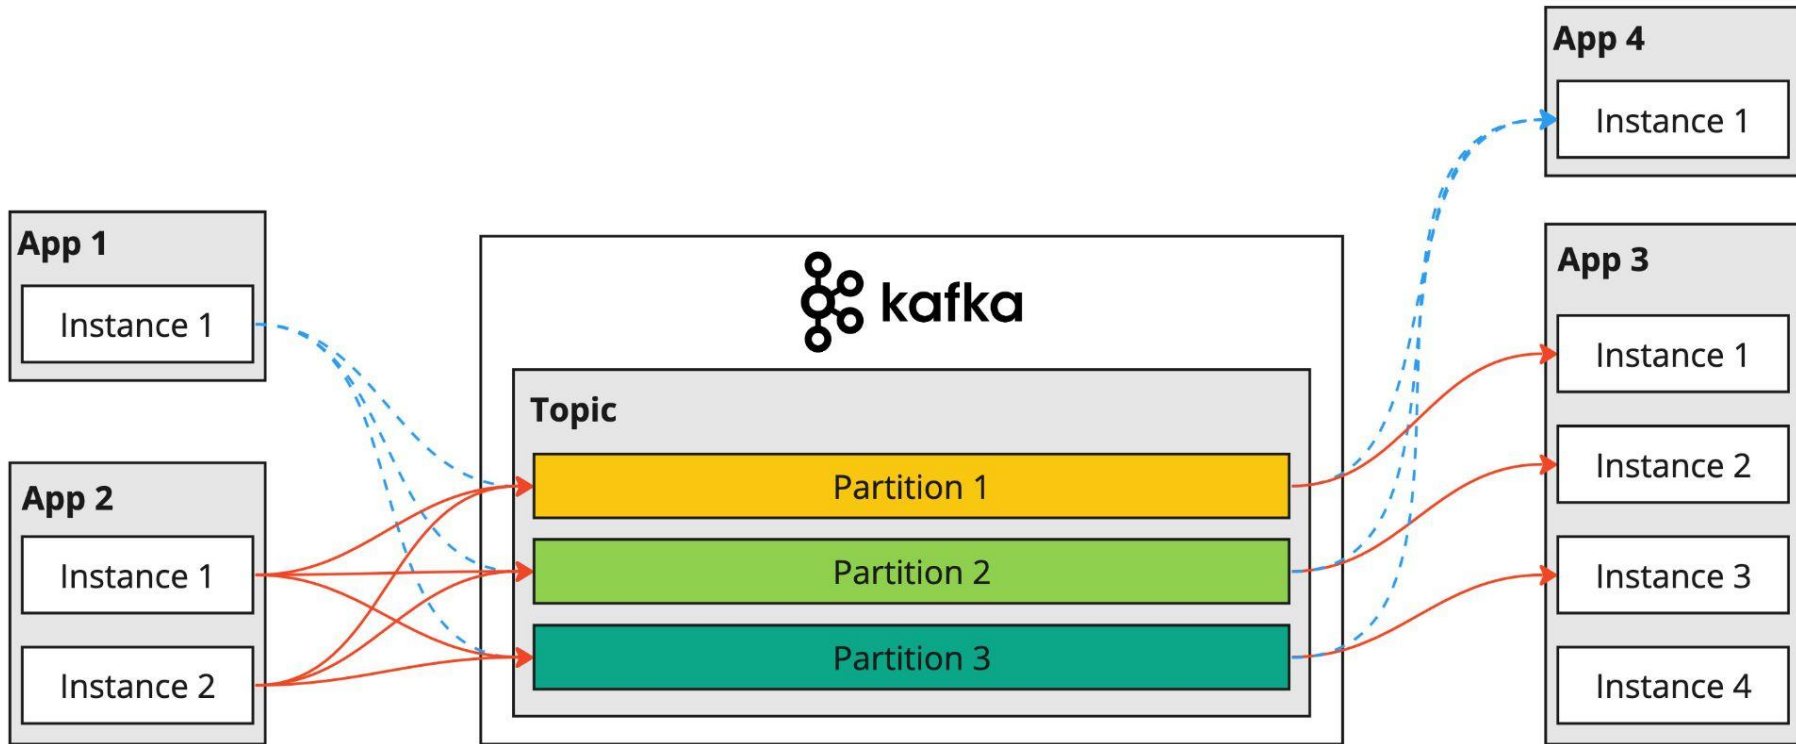 App 1
Instance 1
App 2
Instance 1
Instance 2
kafka
Topic
Partition 1
Partition 2
Partition 3
App 4
Instance 1
App 3
Instance 1
Instance 2
Instance 3
Instance 4